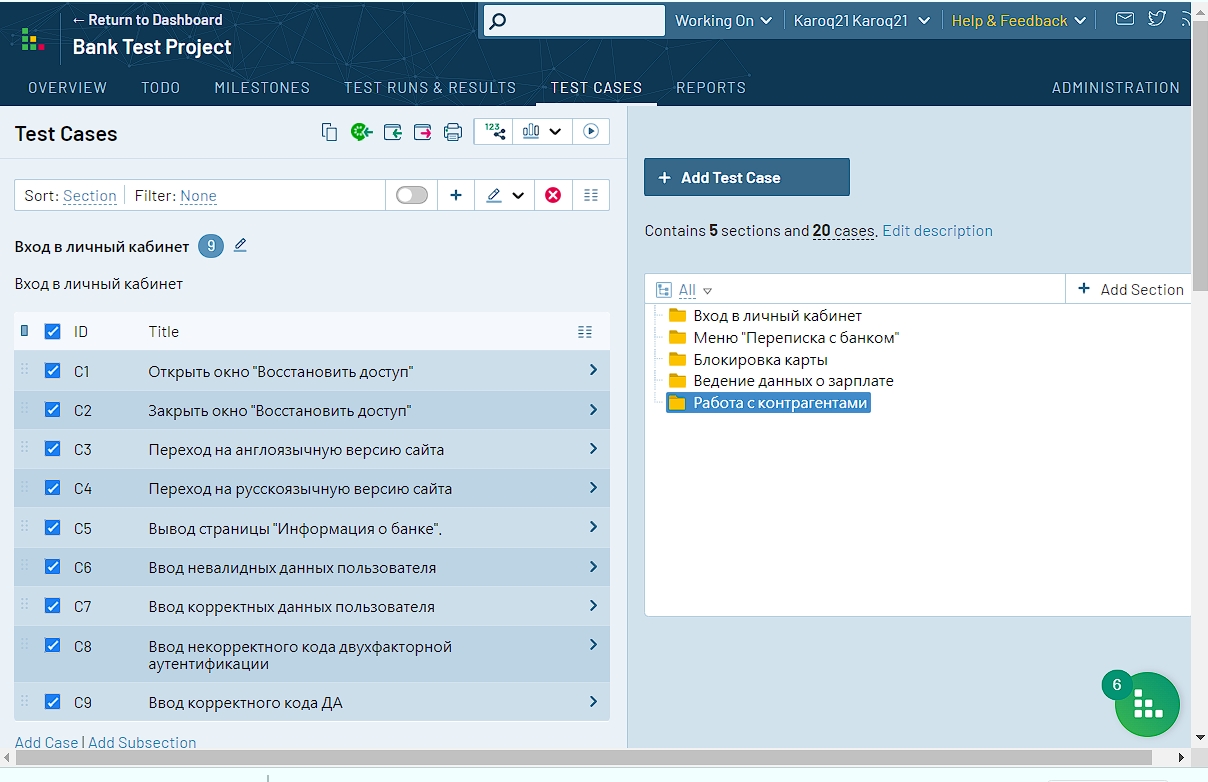 ← Return to Dashboard
Bank Test Project
Working On
Karoq21 Karoq21
Help & Feedback
OVERVIEW TODO MILESTONES TEST RUNS & RESULTS TEST CASES REPORTS ADMINISTRATION
Test Cases
123
Sort: Section Filter: None
Вход в личный кабинет 9
Вход в личный кабинет
ID Title
C1 Открыть окно "Восстановить доступ"
C2 Закрыть окно "Восстановить доступ"
C3 Переход на англоязычную версию сайта
C4 Переход на русскоязычную версию сайта
C5 Вывод страницы "Информация о банке".
C6 Ввод невалидных данных пользователя
C7 Ввод корректных данных пользователя
C8 Ввод некорректного кода двухфакторной
аутентификации
C9 Ввод корректного кода ДА
Add Case | Add Subsection
+ Add Test Case
Contains 5 sections and 20 cases. Edit description
All
+ Add Section
Вход в личный кабинет
Меню "Переписка с банком"
Блокировка карты
Ведение данных о зарплате
Работа с контрагентами
6